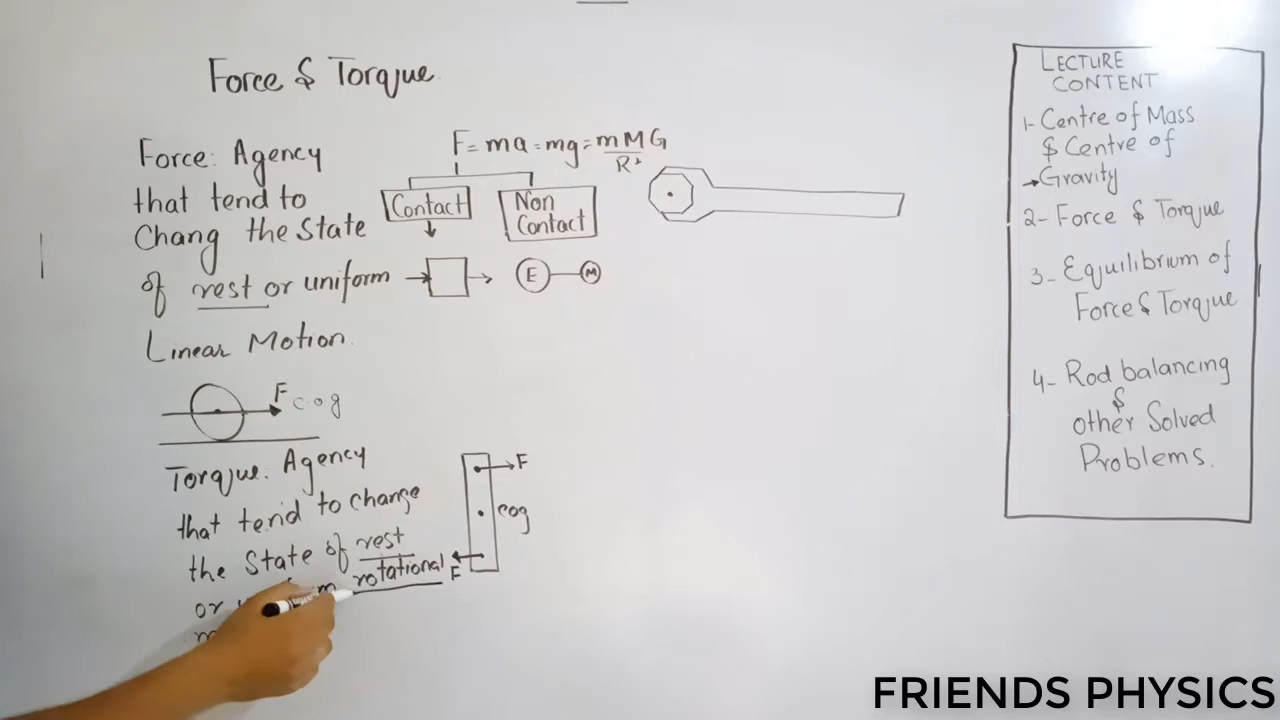 Force & Torque
Force: Agency
that tend to
Chang the State
of rest or uniform
Linear Motion.
F = ma = mg = mMG/R²
Contact
Non
Contact
E M
F cog
Torque: Agency
that tend to change
the State of rest
or rotational
F
cog
F
LECTURE
CONTENT
1- Centre of Mass
& Centre of
→Gravity
2- Force & Torque
3- Equilibrium of
Force & Torque
4- Rod balancing
&
other Solved
Problems.
FRIENDS PHYSICS